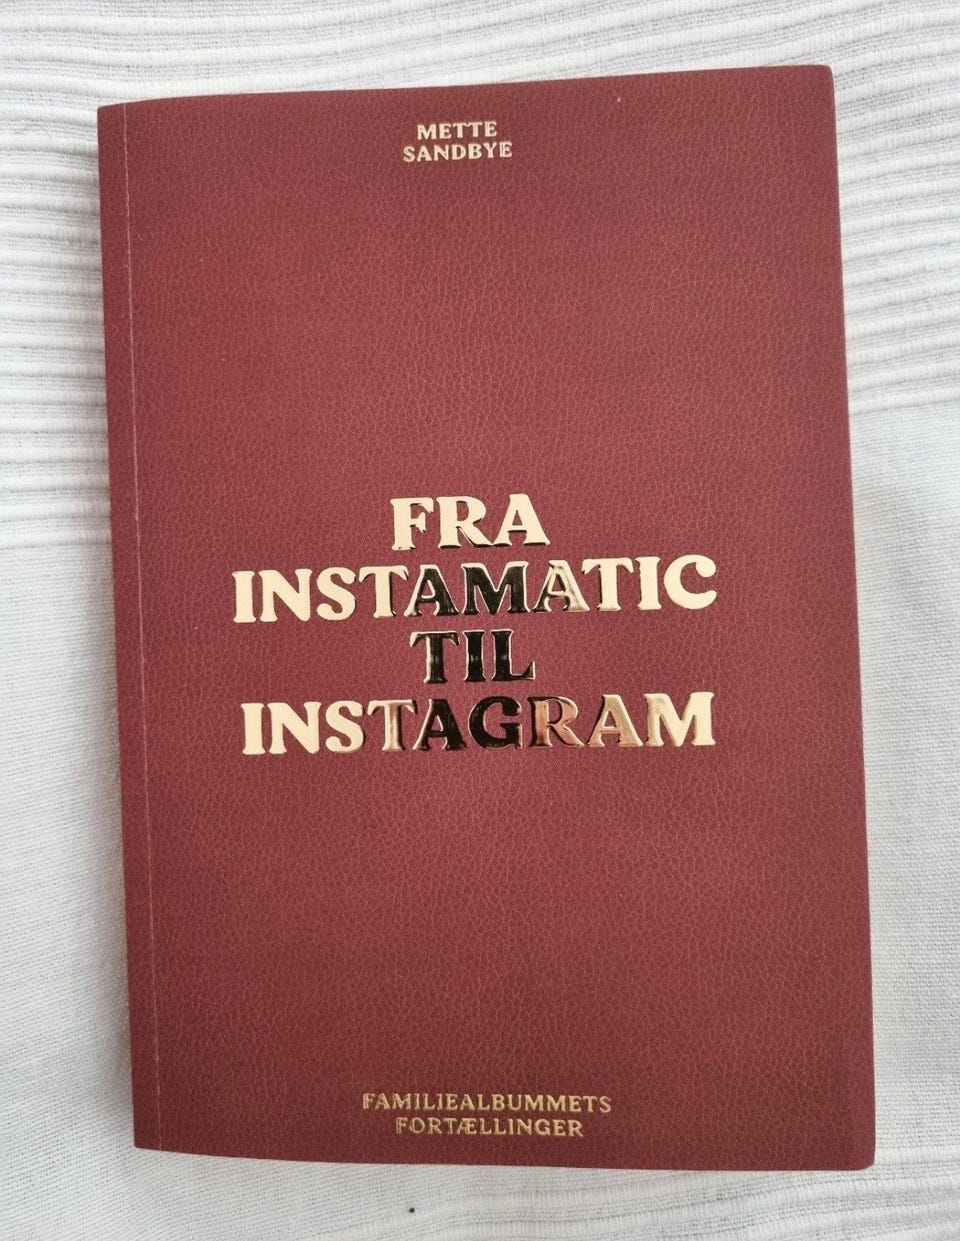 METTE
SANDBYE
FRA
INSTAMATIC
TIL
INSTAGRAM
FAMILIEALBUMMETS
FORTÆLLINGER